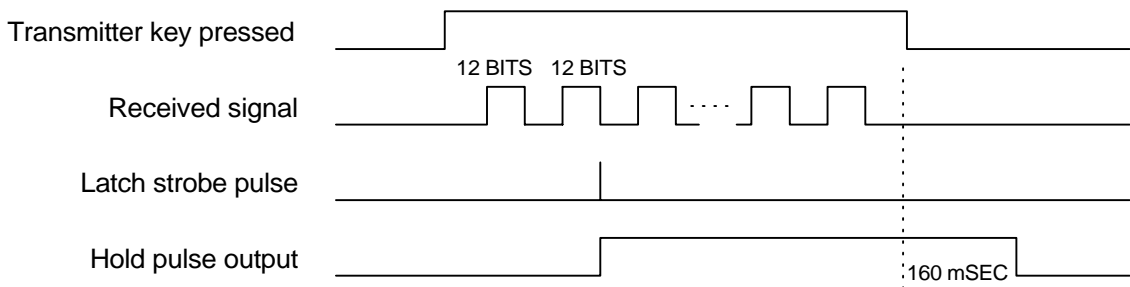 Transmitter key pressed
12 BITS 12 BITS
Received signal
Latch strobe pulse
Hold pulse output
160 mSEC